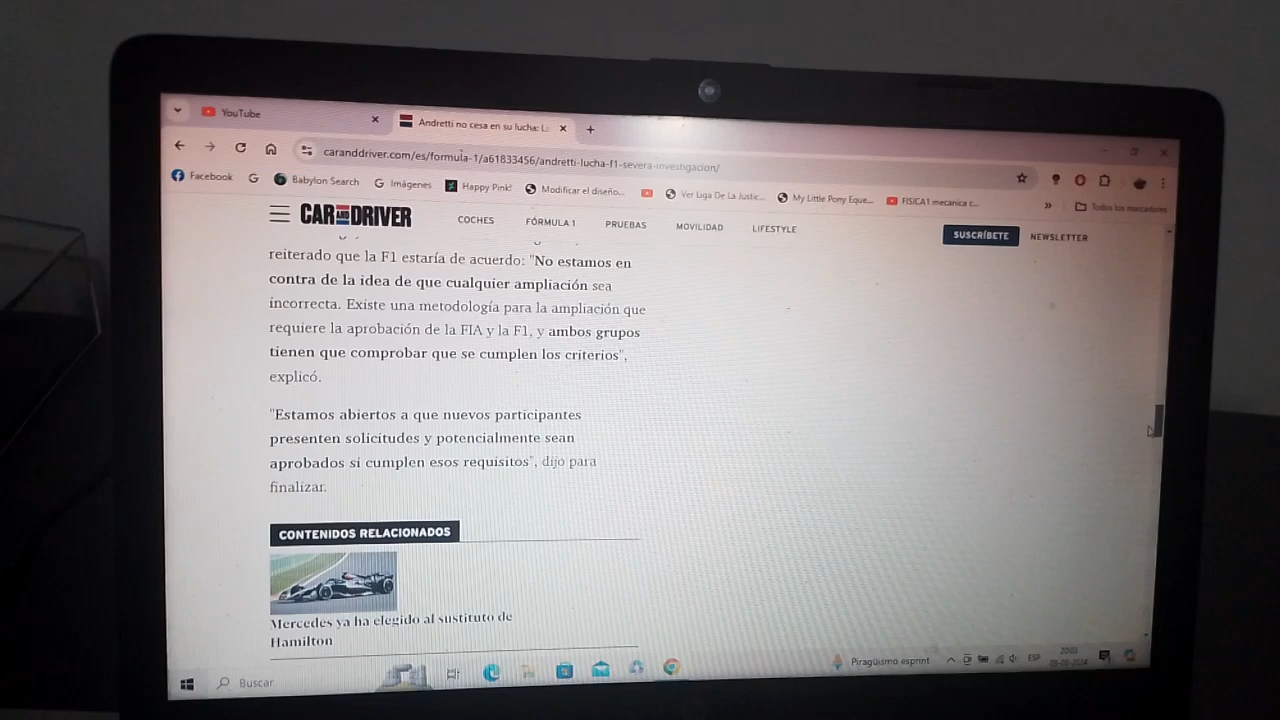 YouTube
Andretti no cesa en su lucha: L
caranddriver.com/es/formula-1/a61833456/andretti-lucha-f1-severa-investigacion/
Facebook G Babylon Search G Imágenes Happy Pink! Modificar el diseño... Ver Liga De La Justic... My Little Pony Eque... FISICA1 mecanica c... » Todos los marcadores
CAR AND DRIVER COCHES FÓRMULA 1 PRUEBAS MOVILIDAD LIFESTYLE SUSCRÍBETE NEWSLETTER
reiterado que la F1 estaría de acuerdo: "No estamos en
contra de la idea de que cualquier ampliación sea
incorrecta. Existe una metodología para la ampliación que
requiere la aprobación de la FIA y la F1, y ambos grupos
tienen que comprobar que se cumplen los criterios",
explicó.
"Estamos abiertos a que nuevos participantes
presenten solicitudes y potencialmente sean
aprobados si cumplen esos requisitos", dijo para
finalizar.
CONTENIDOS RELACIONADOS
Mercedes ya ha elegido al sustituto de
Hamilton
Buscar
Piragüismo esprint
ESP
20:03